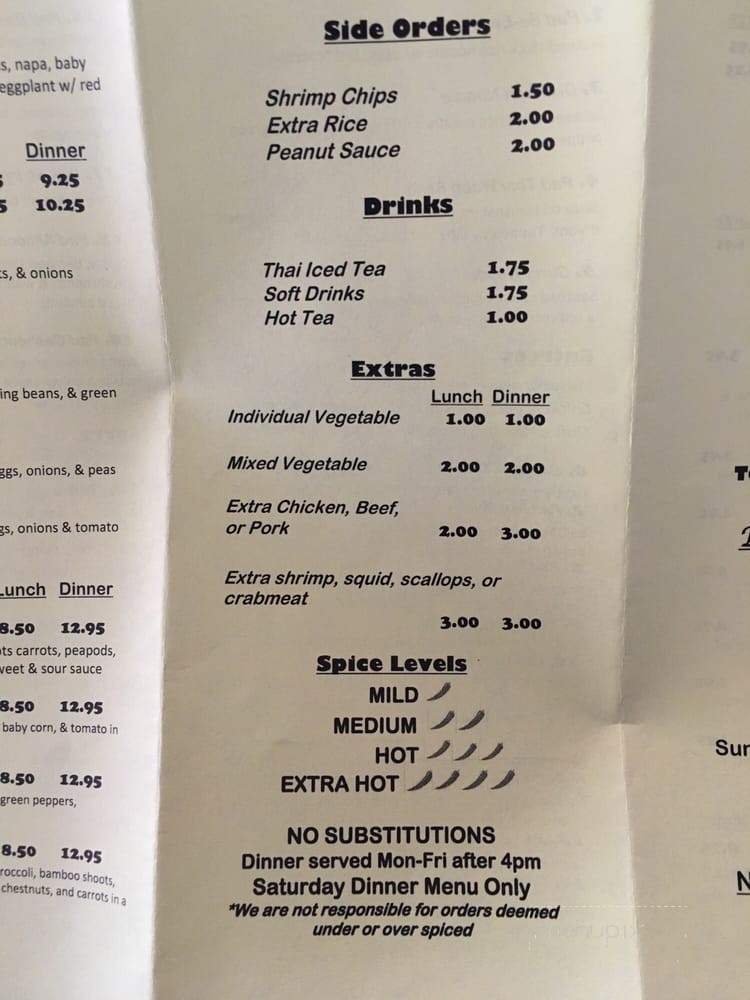 s, napa, baby
eggplant w/ red
Dinner
5 9.25
5 10.25
ts, & onions
ing beans, & green
ggs, onions, & peas
gs, onions & tomato
Lunch Dinner
8.50 12.95
ots carrots, peapods,
weet & sour sauce
8.50 12.95
baby corn, & tomato in
8.50 12.95
green peppers,
8.50 12.95
roccoli, bamboo shoots,
chestnuts, and carrots in a
Side Orders
Shrimp Chips 1.50
Extra Rice 2.00
Peanut Sauce 2.00
Drinks
Thai Iced Tea 1.75
Soft Drinks 1.75
Hot Tea 1.00
Extras
Lunch Dinner
Individual Vegetable 1.00 1.00
Mixed Vegetable 2.00 2.00
Extra Chicken, Beef,
or Pork 2.00 3.00
Extra shrimp, squid, scallops, or
crabmeat
3.00 3.00
Spice Levels
MILD
MEDIUM
HOT
EXTRA HOT
NO SUBSTITUTIONS
Dinner served Mon-Fri after 4pm
Saturday Dinner Menu Only
*We are not responsible for orders deemed
under or over spiced
Sun
N